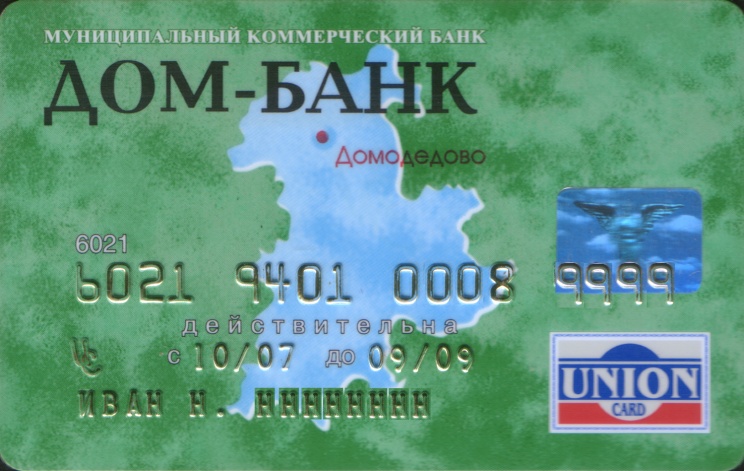 МУНИЦИПАЛЬНЫЙ КОММЕРЧЕСКИЙ БАНК
ДОМ-БАНК
Домодедово
6021
6021 9401 0008 9999
действительна
UC с 10/07 до 09/09
ИВАН Н. НННННННН
UNION
CARD